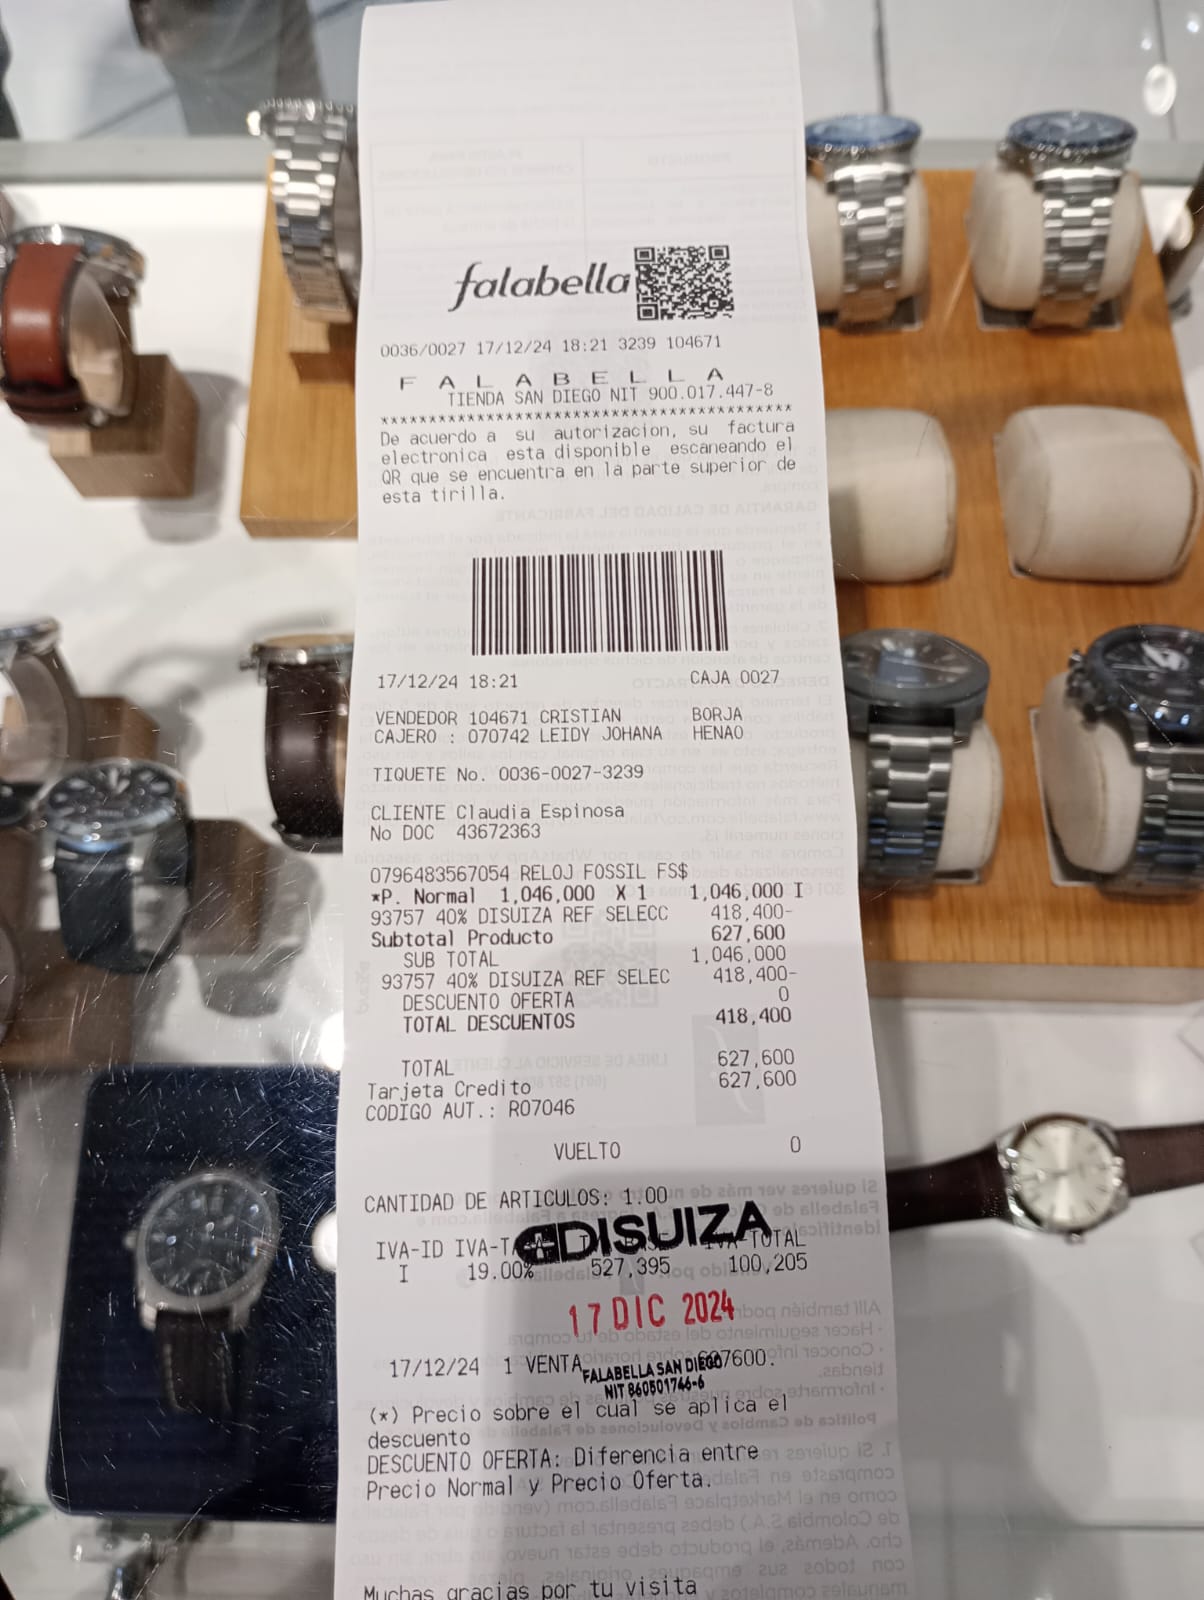 falabella
0036/0027 17/12/24 18:21 3239 104671
F A L A B E L L A
TIENDA SAN DIEGO NIT 900.017.447-8
****************************************************
De acuerdo a su autorizacion, su factura
electronica esta disponible escaneando el
QR que se encuentra en la parte superior de
esta tirilla.
17/12/24 18:21 CAJA 0027
VENDEDOR 104671 CRISTIAN BORJA
CAJERO : 070742 LEIDY JOHANA HENAO
TIQUETE No. 0036-0027-3239
CLIENTE Claudia Espinosa
No DOC 43672363
0796483567054 RELOJ FOSSIL FS$
*P. Normal 1,046,000 X 1 1,046,000 I
93757 40% DISUIZA REF SELECC 418,400-
Subtotal Producto 627,600
SUB TOTAL 1,046,000
93757 40% DISUIZA REF SELEC 418,400-
DESCUENTO OFERTA 0
TOTAL DESCUENTOS 418,400
TOTAL 627,600
Tarjeta Credito 627,600
CODIGO AUT.: R07046
VUELTO 0
CANTIDAD DE ARTICULOS: 1.00
DISUIZA
IVA-ID IVA-TOTAL
I 19.00% 527,395 100,205
17 DIC 2024
17/12/24 1 VENTA
FALABELLA SAN DIEGO
NIT 860501746-6
(*) Precio sobre el cual se aplica el
descuento
DESCUENTO OFERTA: Diferencia entre
Precio Normal y Precio Oferta.
Muchas gracias por tu visita